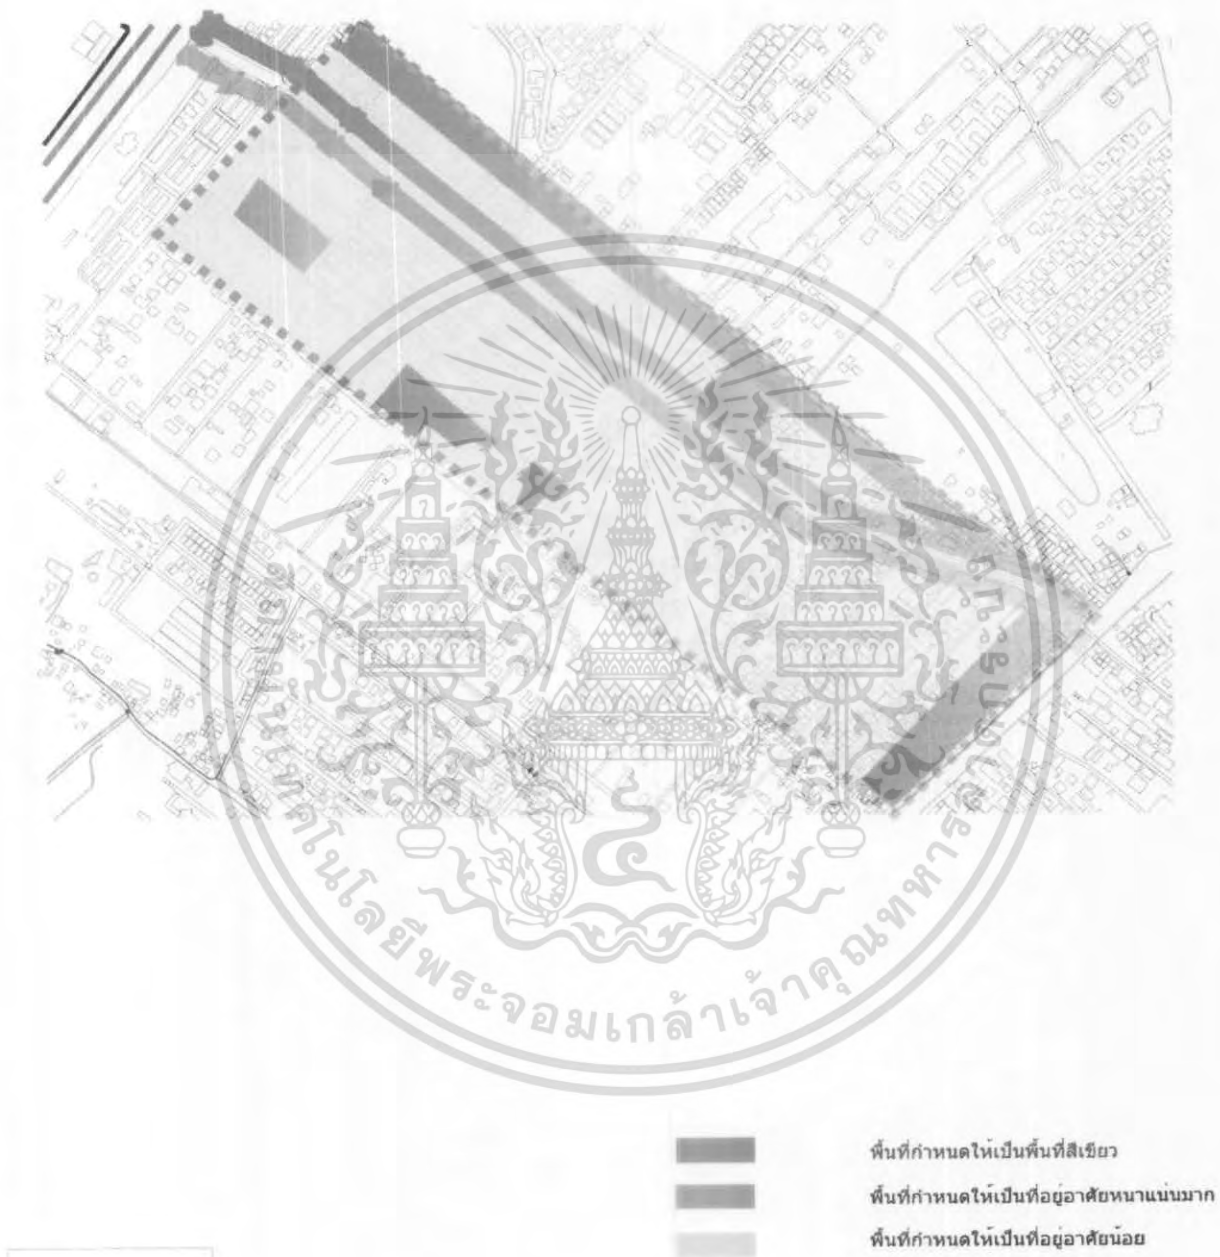 สถาบันเทคโนโลยีพระจอมเกล้าเจ้าคุณทหารลาดกระบัง
พื้นที่กำหนดให้เป็นพื้นที่สีเขียว
พื้นที่กำหนดให้เป็นที่อยู่อาศัยหนาแน่นมาก
พื้นที่กำหนดให้เป็นที่อยู่อาศัยน้อย